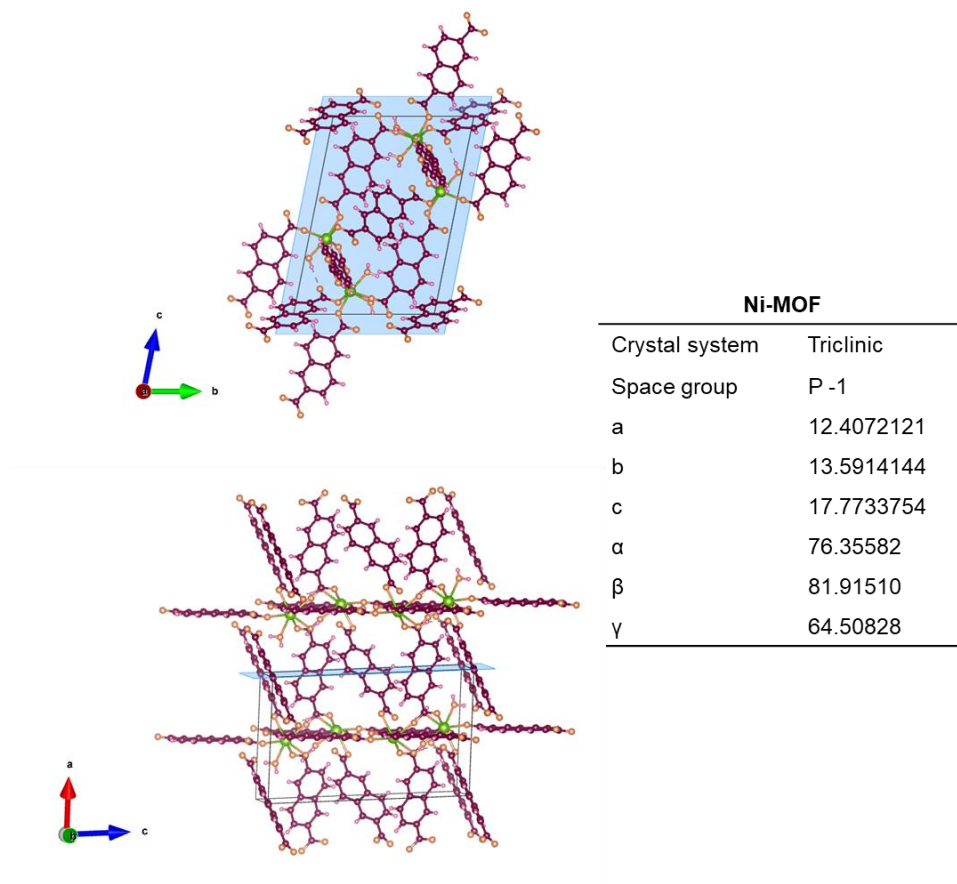 c
a
b
Ni-MOF
Crystal system Triclinic
Space group P -1
a 12.4072121
b 13.5914144
c 17.7733754
α 76.35582
β 81.91510
γ 64.50828
a
b
c